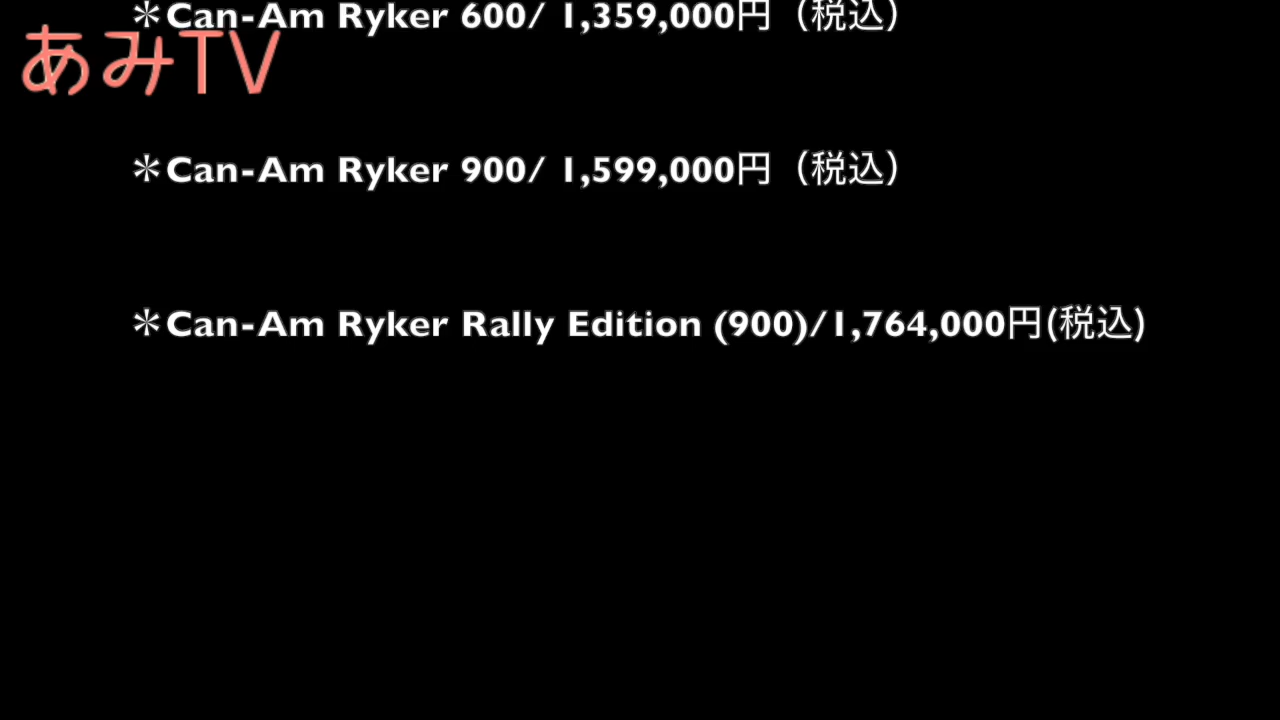 ＊Can-Am Ryker 600/ 1,359,000円（税込）
あみTV
＊Can-Am Ryker 900/ 1,599,000円（税込）
＊Can-Am Ryker Rally Edition (900)/1,764,000円(税込)